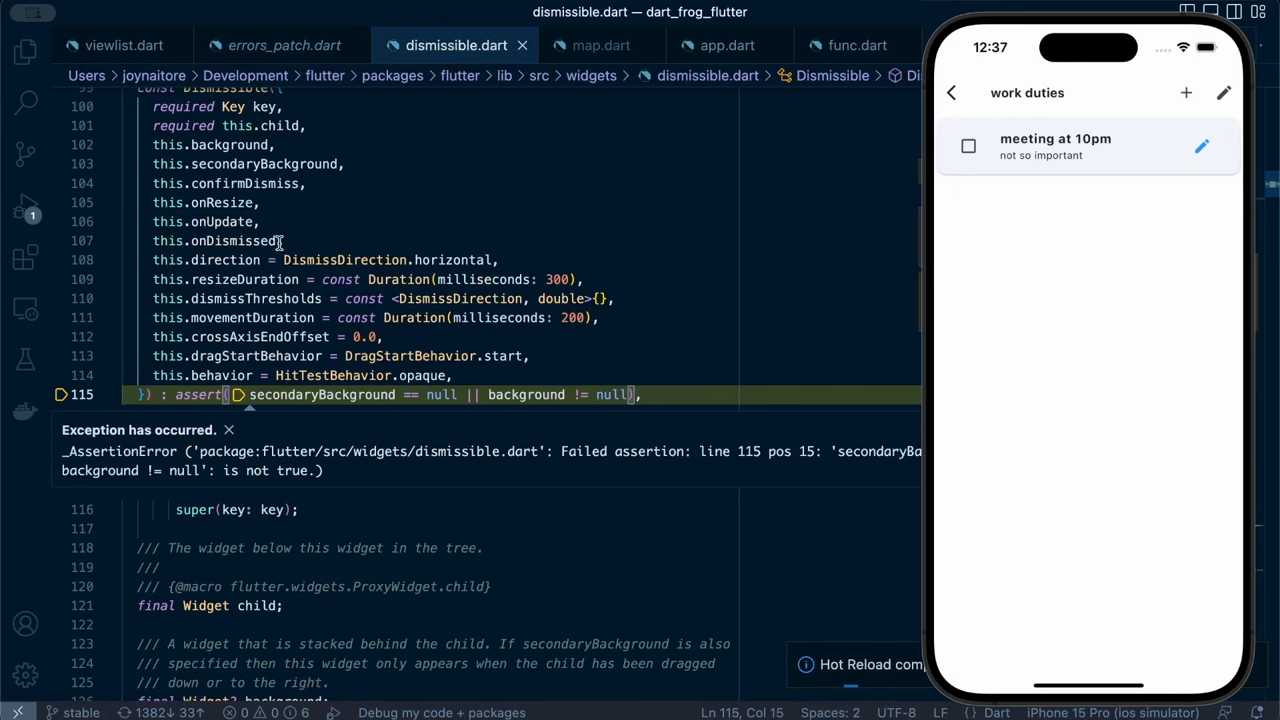 dismissible.dart — dart_frog_flutter
viewlist.dart
errors_patch.dart
dismissible.dart
map.dart
app.dart
func.dart
Users > joynaitore > Development > flutter > packages > flutter > lib > src > widgets > dismissible.dart > Dismissible >
const Dismissible({
100 required Key key,
101 required this.child,
102 this.background,
103 this.secondaryBackground,
104 this.confirmDismiss,
105 this.onResize,
106 this.onUpdate,
107 this.onDismissed,
108 this.direction = DismissDirection.horizontal,
109 this.resizeDuration = const Duration(milliseconds: 300),
110 this.dismissThresholds = const <DismissDirection, double>{},
111 this.movementDuration = const Duration(milliseconds: 200),
112 this.crossAxisEndOffset = 0.0,
113 this.dragStartBehavior = DragStartBehavior.start,
114 this.behavior = HitTestBehavior.opaque,
115 }) : assert( secondaryBackground == null || background != null),
Exception has occurred.
_AssertionError ('package:flutter/src/widgets/dismissible.dart': Failed assertion: line 115 pos 15: 'secondaryBa
background != null': is not true.)
116 super(key: key);
117
118 /// The widget below this widget in the tree.
119 ///
120 /// {@macro flutter.widgets.ProxyWidget.child}
121 final Widget child;
122
123 /// A widget that is stacked behind the child. If secondaryBackground is also
124 /// specified then this widget only appears when the child has been dragged
125 /// down or to the right.
final Widget? background;
1
Hot Reload com
stable 1382↓ 33↑ 0 0 6 Debug my code + packages Ln 115, Col 15 Spaces: 2 UTF-8 LF {} Dart iPhone 15 Pro (ios simulator)
12:37
work duties
meeting at 10pm
not so important